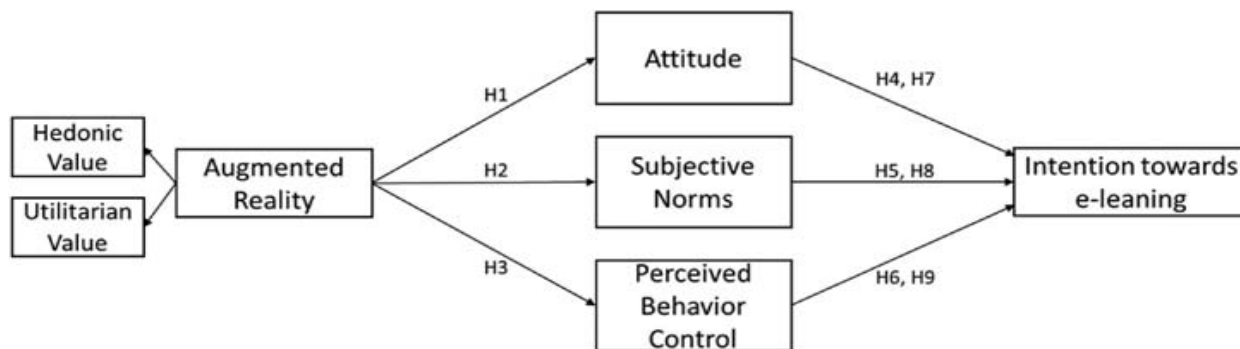 Hedonic
Value
Utilitarian
Value
Augmented
Reality
H1
H2
H3
Attitude
Subjective
Norms
Perceived
Behavior
Control
H4, H7
H5, H8
H6, H9
Intention towards
e-leaning